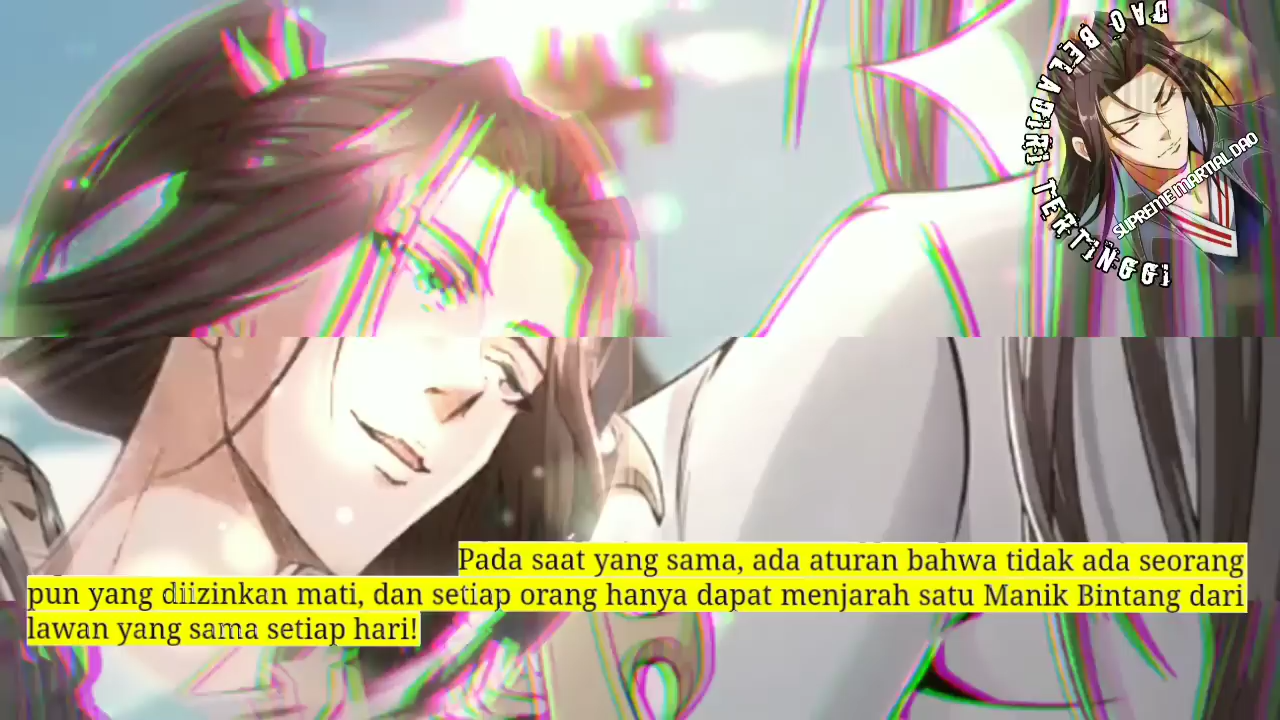 DAO BELADIRI TERTINGGI
SUPREME MARTIAL DAO
Pada saat yang sama, ada aturan bahwa tidak ada seorang
pun yang diizinkan mati, dan setiap orang hanya dapat menjarah satu Manik Bintang dari
lawan yang sama setiap hari!